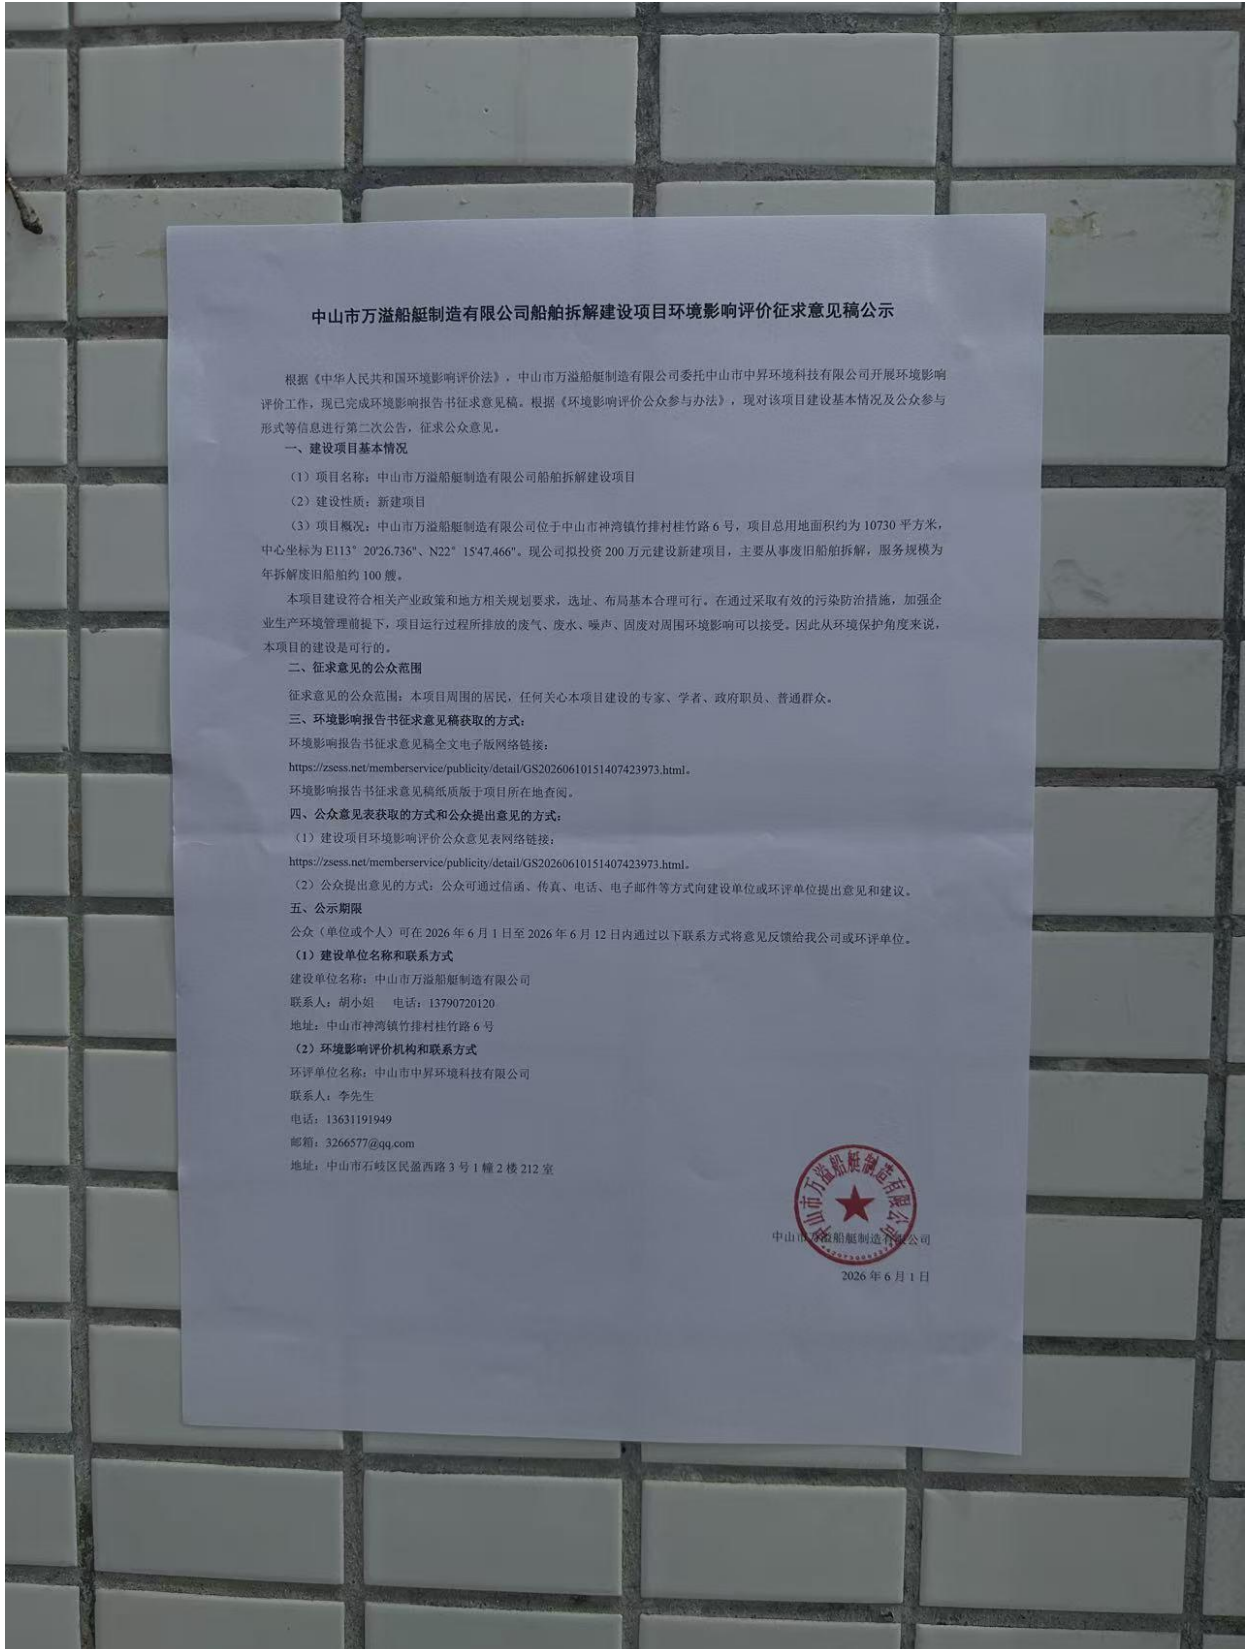 中山市万溢船艇制造有限公司船舶拆解建设项目环境影响评价征求意见稿公示
根据《中华人民共和国环境影响评价法》，中山市万溢船艇制造有限公司委托中山市中昇环境科技有限公司开展环境影响
评价工作，现已完成环境影响报告书征求意见稿。根据《环境影响评价公众参与办法》，现对该项目建设基本情况及公众参与
形式等信息进行第二次公告，征求公众意见。
一、建设项目基本情况
（1）项目名称：中山市万溢船艇制造有限公司船舶拆解建设项目
（2）建设性质：新建项目
（3）项目概况：中山市万溢船艇制造有限公司位于中山市神湾镇竹排村桂竹路 6 号，项目总用地面积约为 10730 平方米，
中心坐标为 E113° 20'26.736"、N22° 15'47.466"。现公司拟投资 200 万元建设新建项目，主要从事废旧船舶拆解，服务规模为
年拆解废旧船舶约 100 艘。
本项目建设符合相关产业政策和地方相关规划要求，选址、布局基本合理可行。在通过采取有效的污染防治措施，加强企
业生产环境管理前提下，项目运行过程所排放的废气、废水、噪声、固废对周围环境影响可以接受。因此从环境保护角度来说，
本项目的建设是可行的。
二、征求意见的公众范围
征求意见的公众范围：本项目周围的居民，任何关心本项目建设的专家、学者、政府职员、普通群众。
三、环境影响报告书征求意见稿获取的方式：
环境影响报告书征求意见稿全文电子版网络链接：
https://zsess.net/memberservice/publicity/detail/GS20260610151407423973.html。
环境影响报告书征求意见稿纸质版于项目所在地查阅。
四、公众意见表获取的方式和公众提出意见的方式：
（1）建设项目环境影响评价公众意见表网络链接：
https://zsess.net/memberservice/publicity/detail/GS20260610151407423973.html。
（2）公众提出意见的方式：公众可通过信函、传真、电话、电子邮件等方式向建设单位或环评单位提出意见和建议。
五、公示期限
公众（单位或个人）可在 2026 年 6 月 1 日至 2026 年 6 月 12 日内通过以下联系方式将意见反馈给我公司或环评单位。
（1）建设单位名称和联系方式
建设单位名称：中山市万溢船艇制造有限公司
联系人：胡小姐 电话：13790720120
地址：中山市神湾镇竹排村桂竹路 6 号
（2）环境影响评价机构和联系方式
环评单位名称：中山市中昇环境科技有限公司
联系人：李先生
电话：13631191949
邮箱：3266577@qq.com
地址：中山市石岐区民盈西路 3 号 1 幢 2 楼 212 室
中山市万溢船艇制造有限公司
中山市万溢船艇制造有限公司
2026 年 6 月 1 日